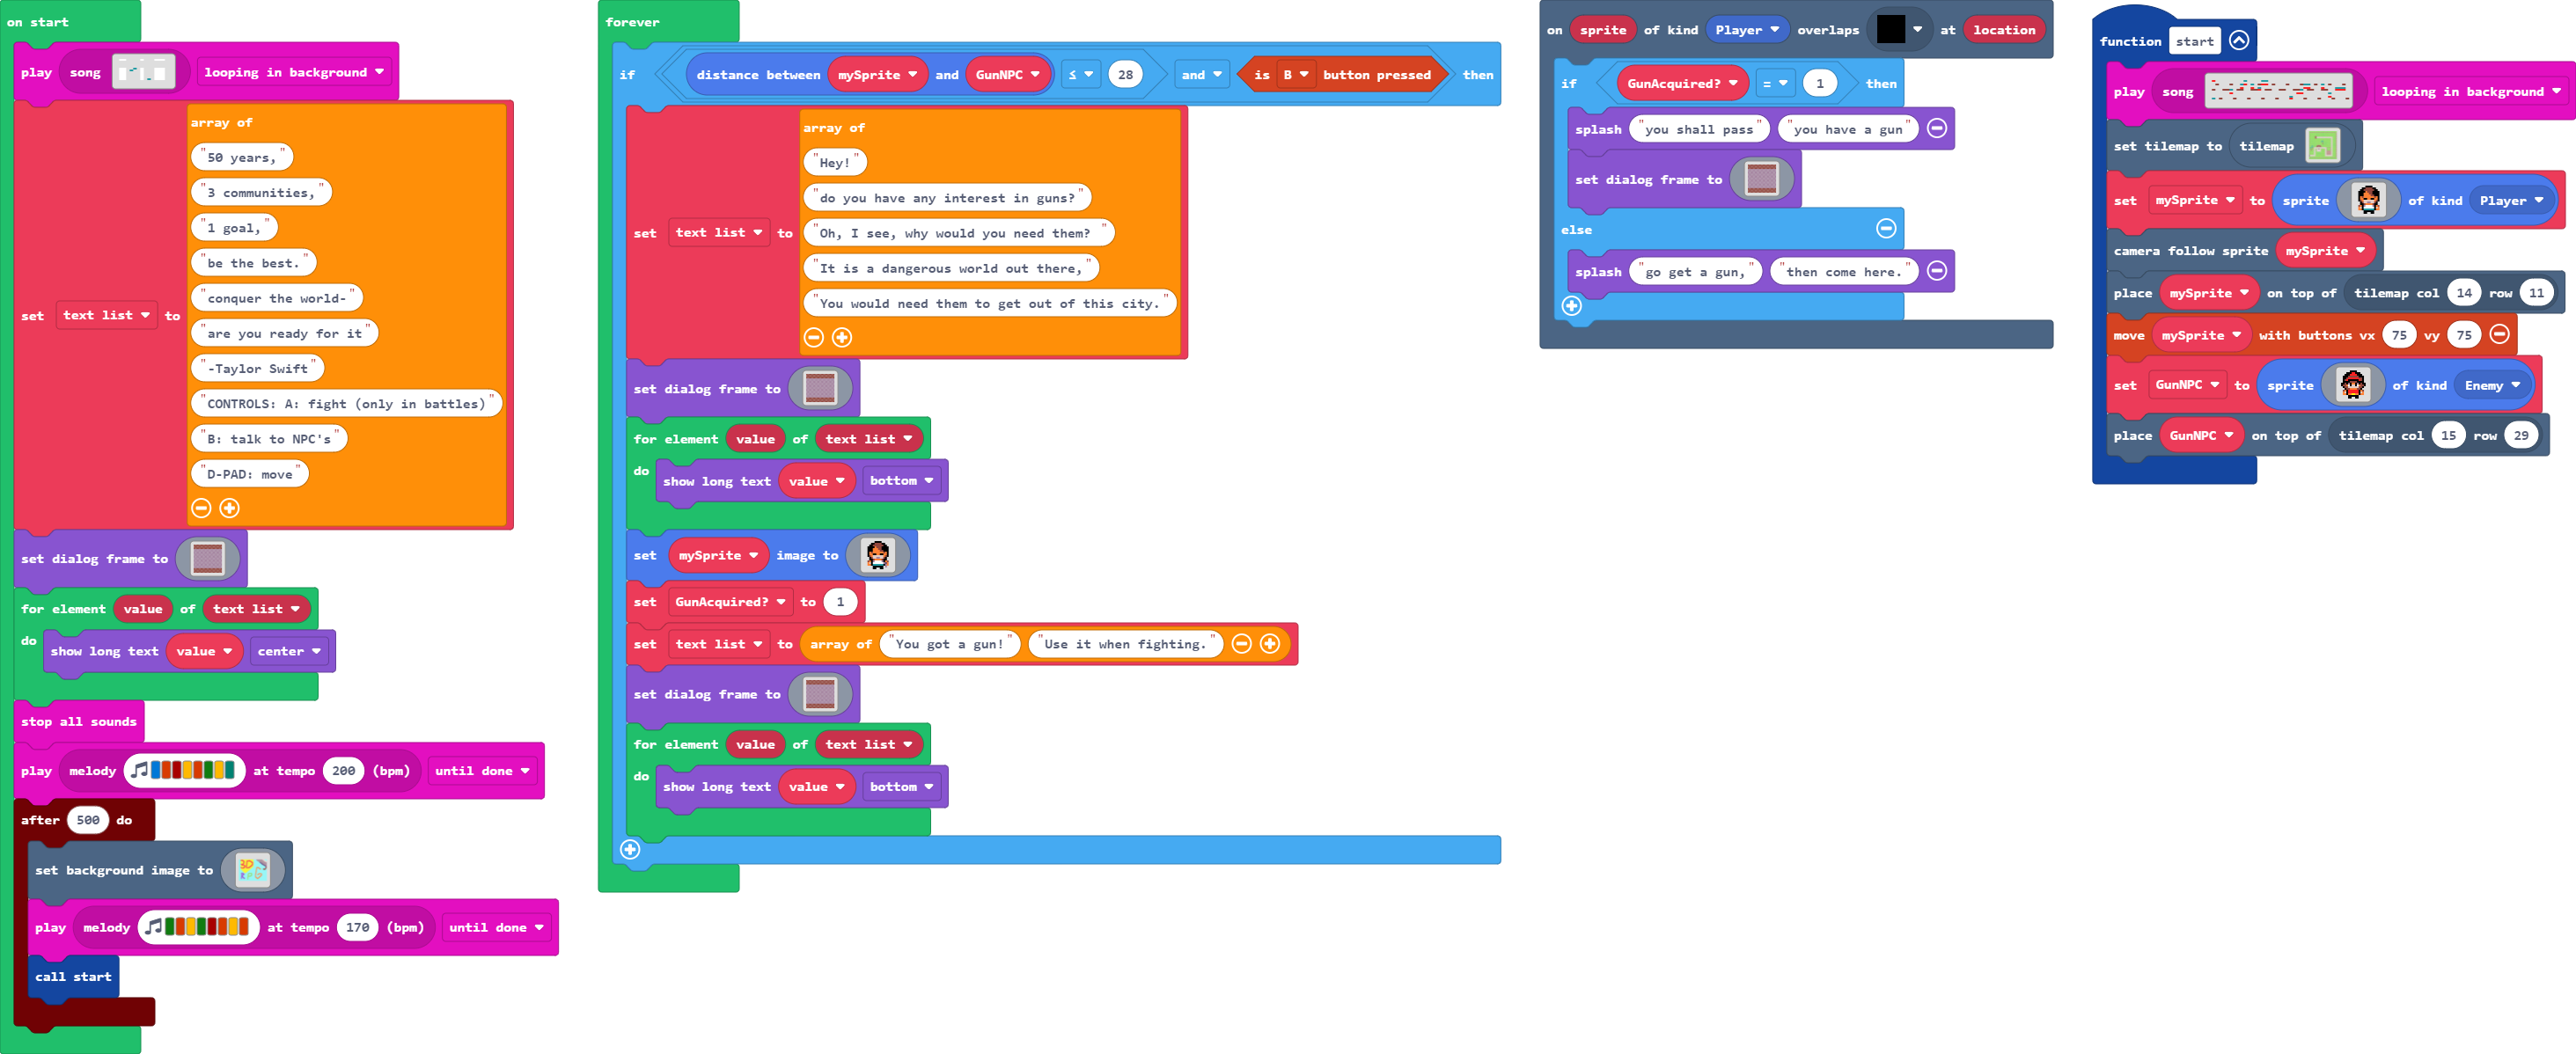 on start
play song looping in background
set text list to array of
"50 years,"
"3 communities,"
"1 goal,"
"be the best."
"conquer the world-"
"are you ready for it"
"-Taylor Swift"
"CONTROLS: A: fight (only in battles)"
"B: talk to NPC's"
"D-PAD: move"
set dialog frame to
for element value of text list
do show long text value center
stop all sounds
play melody at tempo 200 (bpm) until done
after 500 do
set background image to
play melody at tempo 170 (bpm) until done
call start
forever
if distance between mySprite and GunNPC ≤ 28 and is B button pressed then
set text list to array of
"Hey!"
"do you have any interest in guns?"
"Oh, I see, why would you need them? "
"It is a dangerous world out there,"
"You would need them to get out of this city."
set dialog frame to
for element value of text list
do show long text value bottom
set mySprite image to
set GunAcquired? to 1
set text list to array of "You got a gun!" "Use it when fighting."
set dialog frame to
for element value of text list
do show long text value bottom
on sprite of kind Player overlaps at location
if GunAcquired? = 1 then
splash "you shall pass" "you have a gun"
set dialog frame to
else
splash "go get a gun," "then come here."
function start
play song looping in background
set tilemap to tilemap
set mySprite to sprite of kind Player
camera follow sprite mySprite
place mySprite on top of tilemap col 14 row 11
move mySprite with buttons vx 75 vy 75
set GunNPC to sprite of kind Enemy
place GunNPC on top of tilemap col 15 row 29